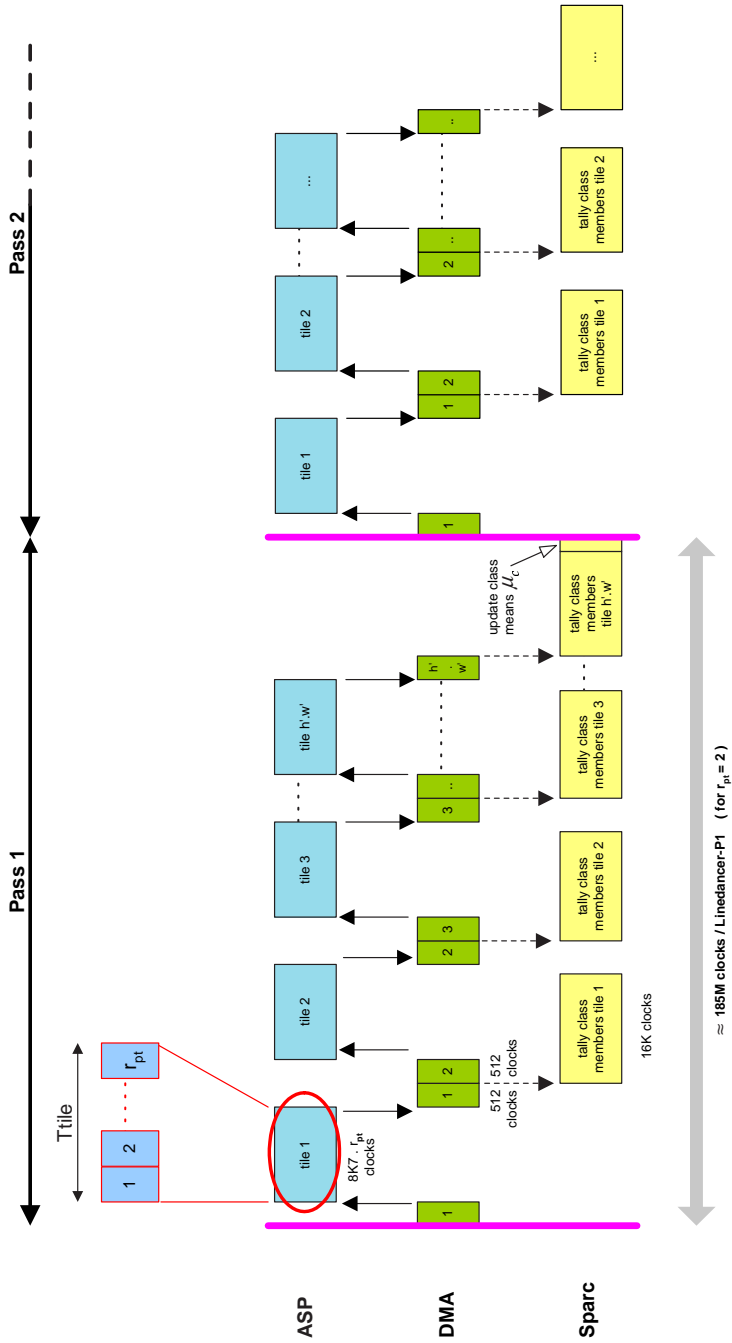 Pass 1
Pass 2
Ttile
1
2
r_pt
ASP
tile 1
8K7 . r_pt
clocks
tile 2
tile 3
tile h'.w'
tile 1
tile 2
...
DMA
1
1
2
512
clocks
512
clocks
2
3
3
..
h'
.
w'
1
1
2
2
..
..
update class
means μ_c
Sparc
tally class
members tile 1
16K clocks
tally class
members tile 2
tally class
members tile 3
tally class
members
tile h'.w'
tally class
members tile 1
tally class
members tile 2
...
≈ 185M clocks / Linedancer-P1 ( for r_pt = 2 )